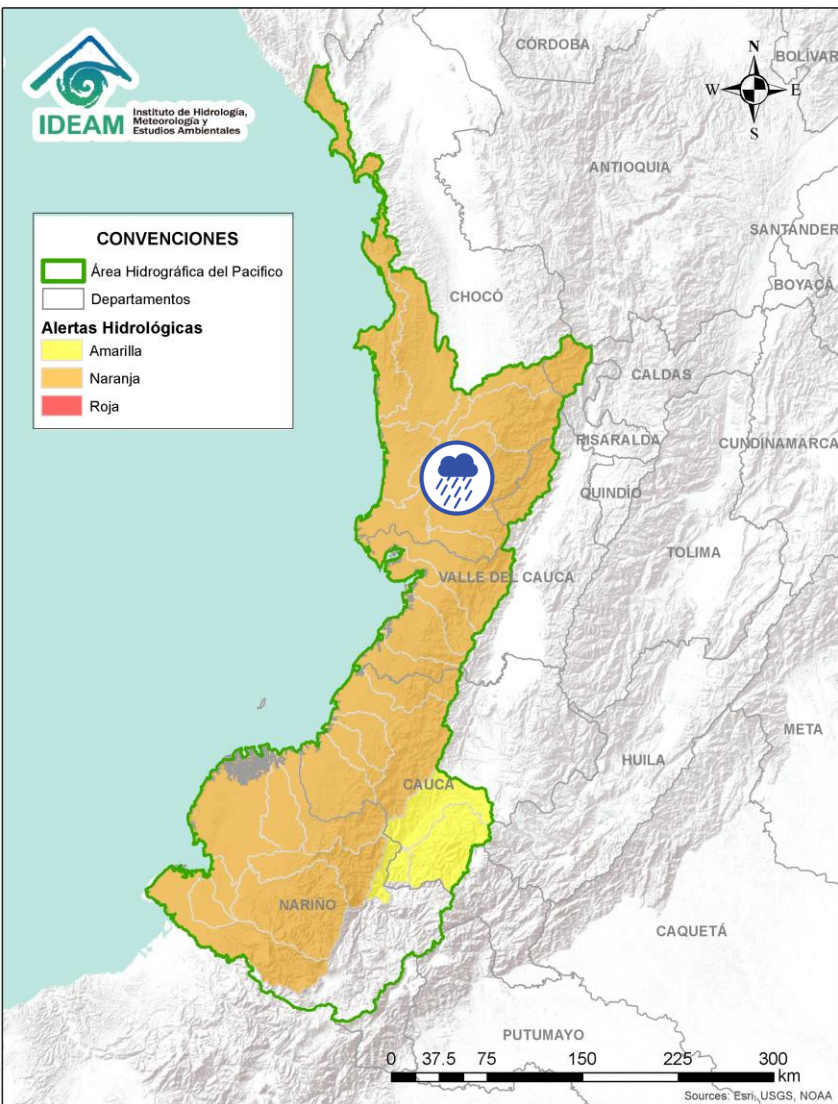 IDEAM
Instituto de Hidrología,
Meteorología y
Estudios Ambientales
CONVENCIONES
Área Hidrográfica del Pacifico
Departamentos
Alertas Hidrológicas
Amarilla
Naranja
Roja
N
W
E
S
CÓRDOBA
BOLÍVAR
ANTIOQUIA
SANTANDER
BOYACÁ
CHOCÓ
CALDAS
RISARALDA
CUNDINAMARCA
QUINDÍO
TOLIMA
VALLE DEL CAUCA
META
HUILA
CAUCA
NARIÑO
CAQUETÁ
PUTUMAYO
0 37.5 75 150 225 300
km
Sources: Esri, USGS, NOAA